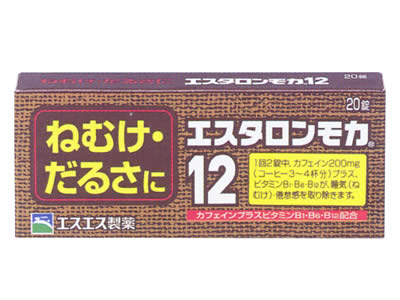 エスタロンモカ12
20錠
20錠
ねむけ・
だるさに
エスタロンモカ®
12
1回2錠中、カフェイン200mg
(コーヒー3〜4杯分)プラス、
ビタミンB1・B6・B12が、睡気(ね
むけ)・倦怠感を取り除きます。
カフェインプラスビタミンB1・B6・B12配合
エスエス製薬